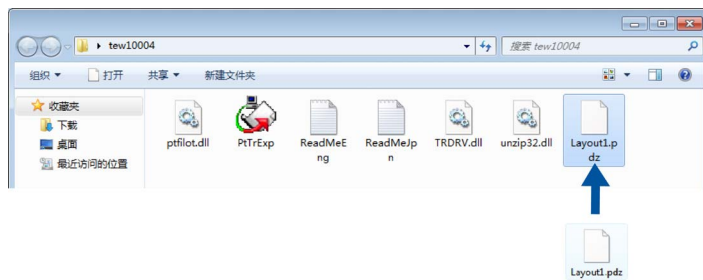 tew10004
搜索 tew10004
组织 打开 共享 新建文件夹
收藏夹
下载
桌面
最近访问的位置
ptfilot.dll PtTrExp ReadMeE ReadMeJp TRDRV.dll unzip32.dll Layout1.p
ng n dz
Layout1.pdz